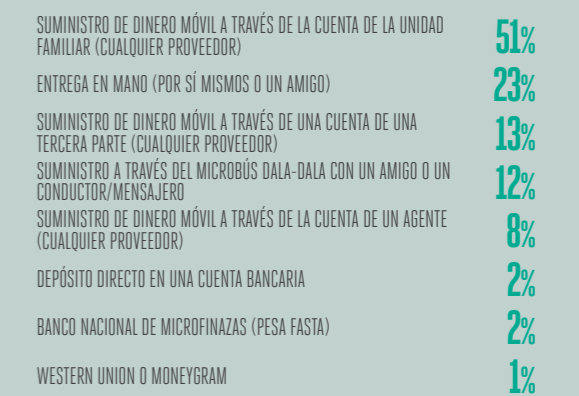 SUMINISTRO DE DINERO MÓVIL A TRAVÉS DE LA CUENTA DE LA UNIDAD
FAMILIAR (CUALQUIER PROVEEDOR)
51%
ENTREGA EN MANO (POR SÍ MISMOS O UN AMIGO)
23%
SUMINISTRO DE DINERO MÓVIL A TRAVÉS DE UNA CUENTA DE UNA
TERCERA PARTE (CUALQUIER PROVEEDOR)
13%
SUMINISTRO A TRAVÉS DEL MICROBÚS DALA-DALA CON UN AMIGO O UN
CONDUCTOR/MENSAJERO
12%
SUMINISTRO DE DINERO MÓVIL A TRAVÉS DE LA CUENTA DE UN AGENTE
(CUALQUIER PROVEEDOR)
8%
DEPÓSITO DIRECTO EN UNA CUENTA BANCARIA
2%
BANCO NACIONAL DE MICROFINAZAS (PESA FASTA)
2%
WESTERN UNION O MONEYGRAM
1%